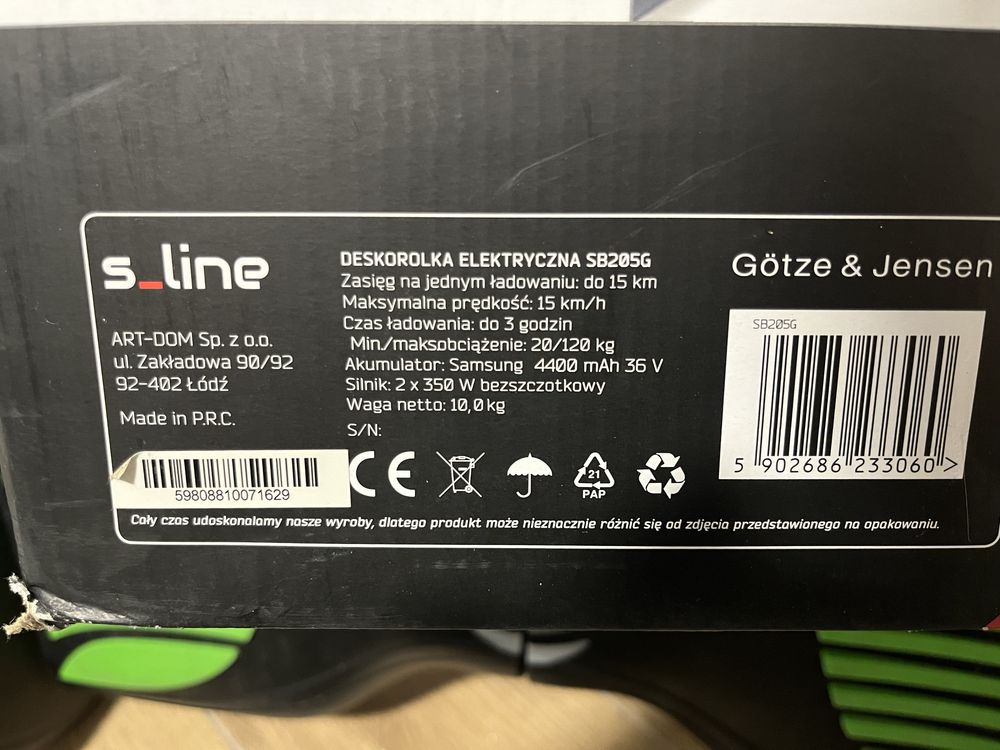 s_line
ART-DOM Sp. z o.o.
ul. Zakładowa 90/92
92-402 Łódź
Made in P.R.C.
59808810071629
DESKOROLKA ELEKTRYCZNA SB205G
Zasięg na jednym ładowaniu: do 15 km
Maksymalna prędkość: 15 km/h
Czas ładowania: do 3 godzin
Min./maksobciążenie: 20/120 kg
Akumulator: Samsung 4400 mAh 36 V
Silnik: 2 x 350 W bezszczotkowy
Waga netto: 10,0 kg
S/N:
CE
21
PAP
Götze & Jensen
SB205G
5 902686 233060 >
Cały czas udoskonalamy nasze wyroby, dlatego produkt może nieznacznie różnić się od zdjęcia przedstawionego na opakowaniu.